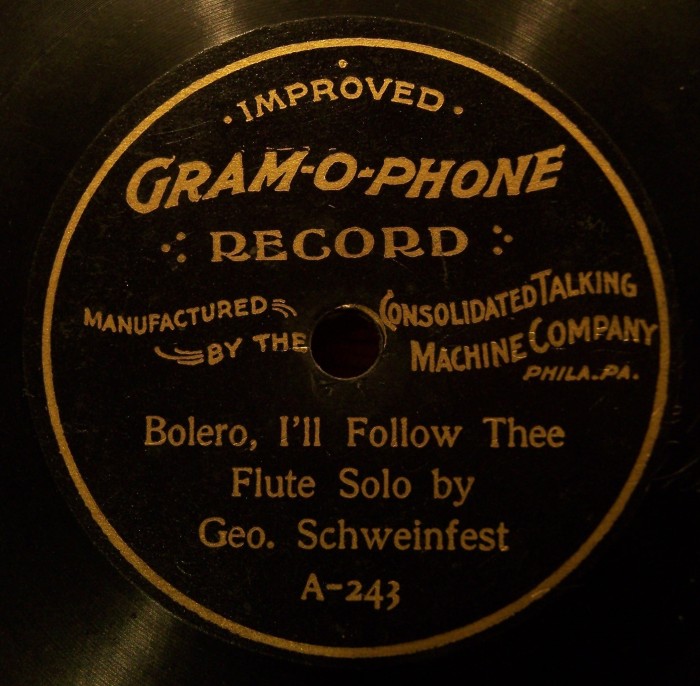 IMPROVED
GRAM-O-PHONE
RECORD
MANUFACTURED
BY THE
CONSOLIDATED TALKING
MACHINE COMPANY
PHILA., PA.
Bolero, I'll Follow Thee
Flute Solo by
Geo. Schweinfest
A-243